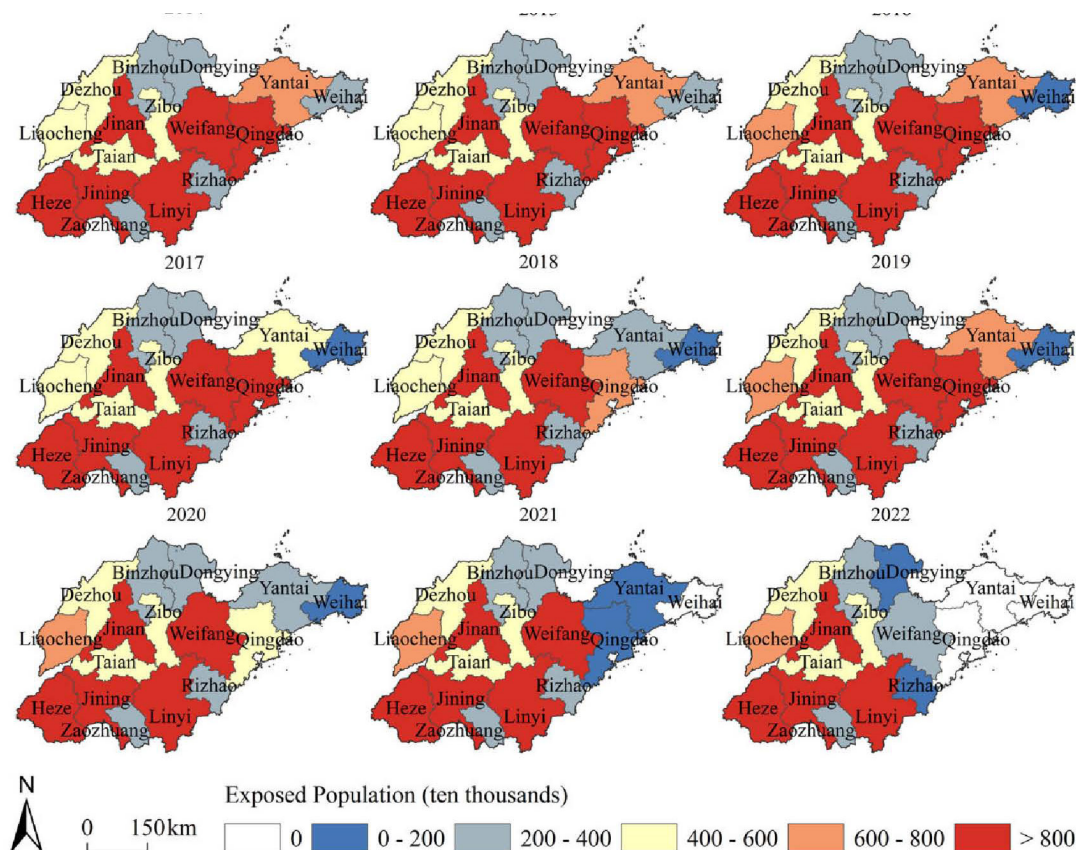 Binzhou Dongying
Yantai
Dezhou
Weihai
Zibo
Liaocheng
Jinan
Weifang
Qingdao
Taian
Rizhao
Jining
Heze
Linyi
Zaozhuang
Binzhou Dongying
Yantai
Dezhou
Weihai
Zibo
Liaocheng
Jinan
Weifang
Qingdao
Taian
Rizhao
Jining
Heze
Linyi
Zaozhuang
Binzhou Dongying
Yantai
Dezhou
Weihai
Zibo
Liaocheng
Jinan
Weifang
Qingdao
Taian
Rizhao
Jining
Heze
Linyi
Zaozhuang
2017
Binzhou Dongying
Yantai
Dezhou
Weihai
Zibo
Liaocheng
Jinan
Weifang
Qingdao
Taian
Rizhao
Jining
Heze
Linyi
Zaozhuang
2018
Binzhou Dongying
Yantai
Dezhou
Weihai
Zibo
Liaocheng
Jinan
Weifang
Qingdao
Taian
Rizhao
Jining
Heze
Linyi
Zaozhuang
2019
Binzhou Dongying
Yantai
Dezhou
Weihai
Zibo
Liaocheng
Jinan
Weifang
Qingdao
Taian
Rizhao
Jining
Heze
Linyi
Zaozhuang
2020
Binzhou Dongying
Yantai
Dezhou
Weihai
Zibo
Liaocheng
Jinan
Weifang
Qingdao
Taian
Rizhao
Jining
Heze
Linyi
Zaozhuang
2021
Binzhou Dongying
Yantai
Dezhou
Weihai
Zibo
Liaocheng
Jinan
Weifang
Qingdao
Taian
Rizhao
Jining
Heze
Linyi
Zaozhuang
2022
Binzhou Dongying
Yantai
Dezhou
Weihai
Zibo
Liaocheng
Jinan
Weifang
Qingdao
Taian
Rizhao
Jining
Heze
Linyi
Zaozhuang
N
0 150 km
Exposed Population (ten thousands)
0 0 - 200 200 - 400 400 - 600 600 - 800 > 800